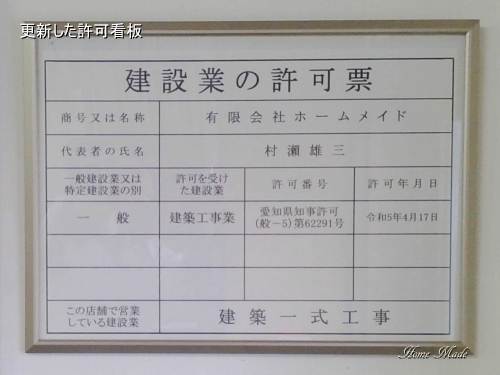 更新した許可看板
建設業の許可票
商号又は名称 有限会社ホームメイド
代表者の氏名 村瀬雄三
一般建設業又は
特定建設業の別
許可を受け
た建設業
許可番号
許可年月日
一般
建築工事業
愛知県知事許可
(般-5)第62291号
令和5年4月17日
この店舗で営業
している建設業
建築一式工事
Home Made